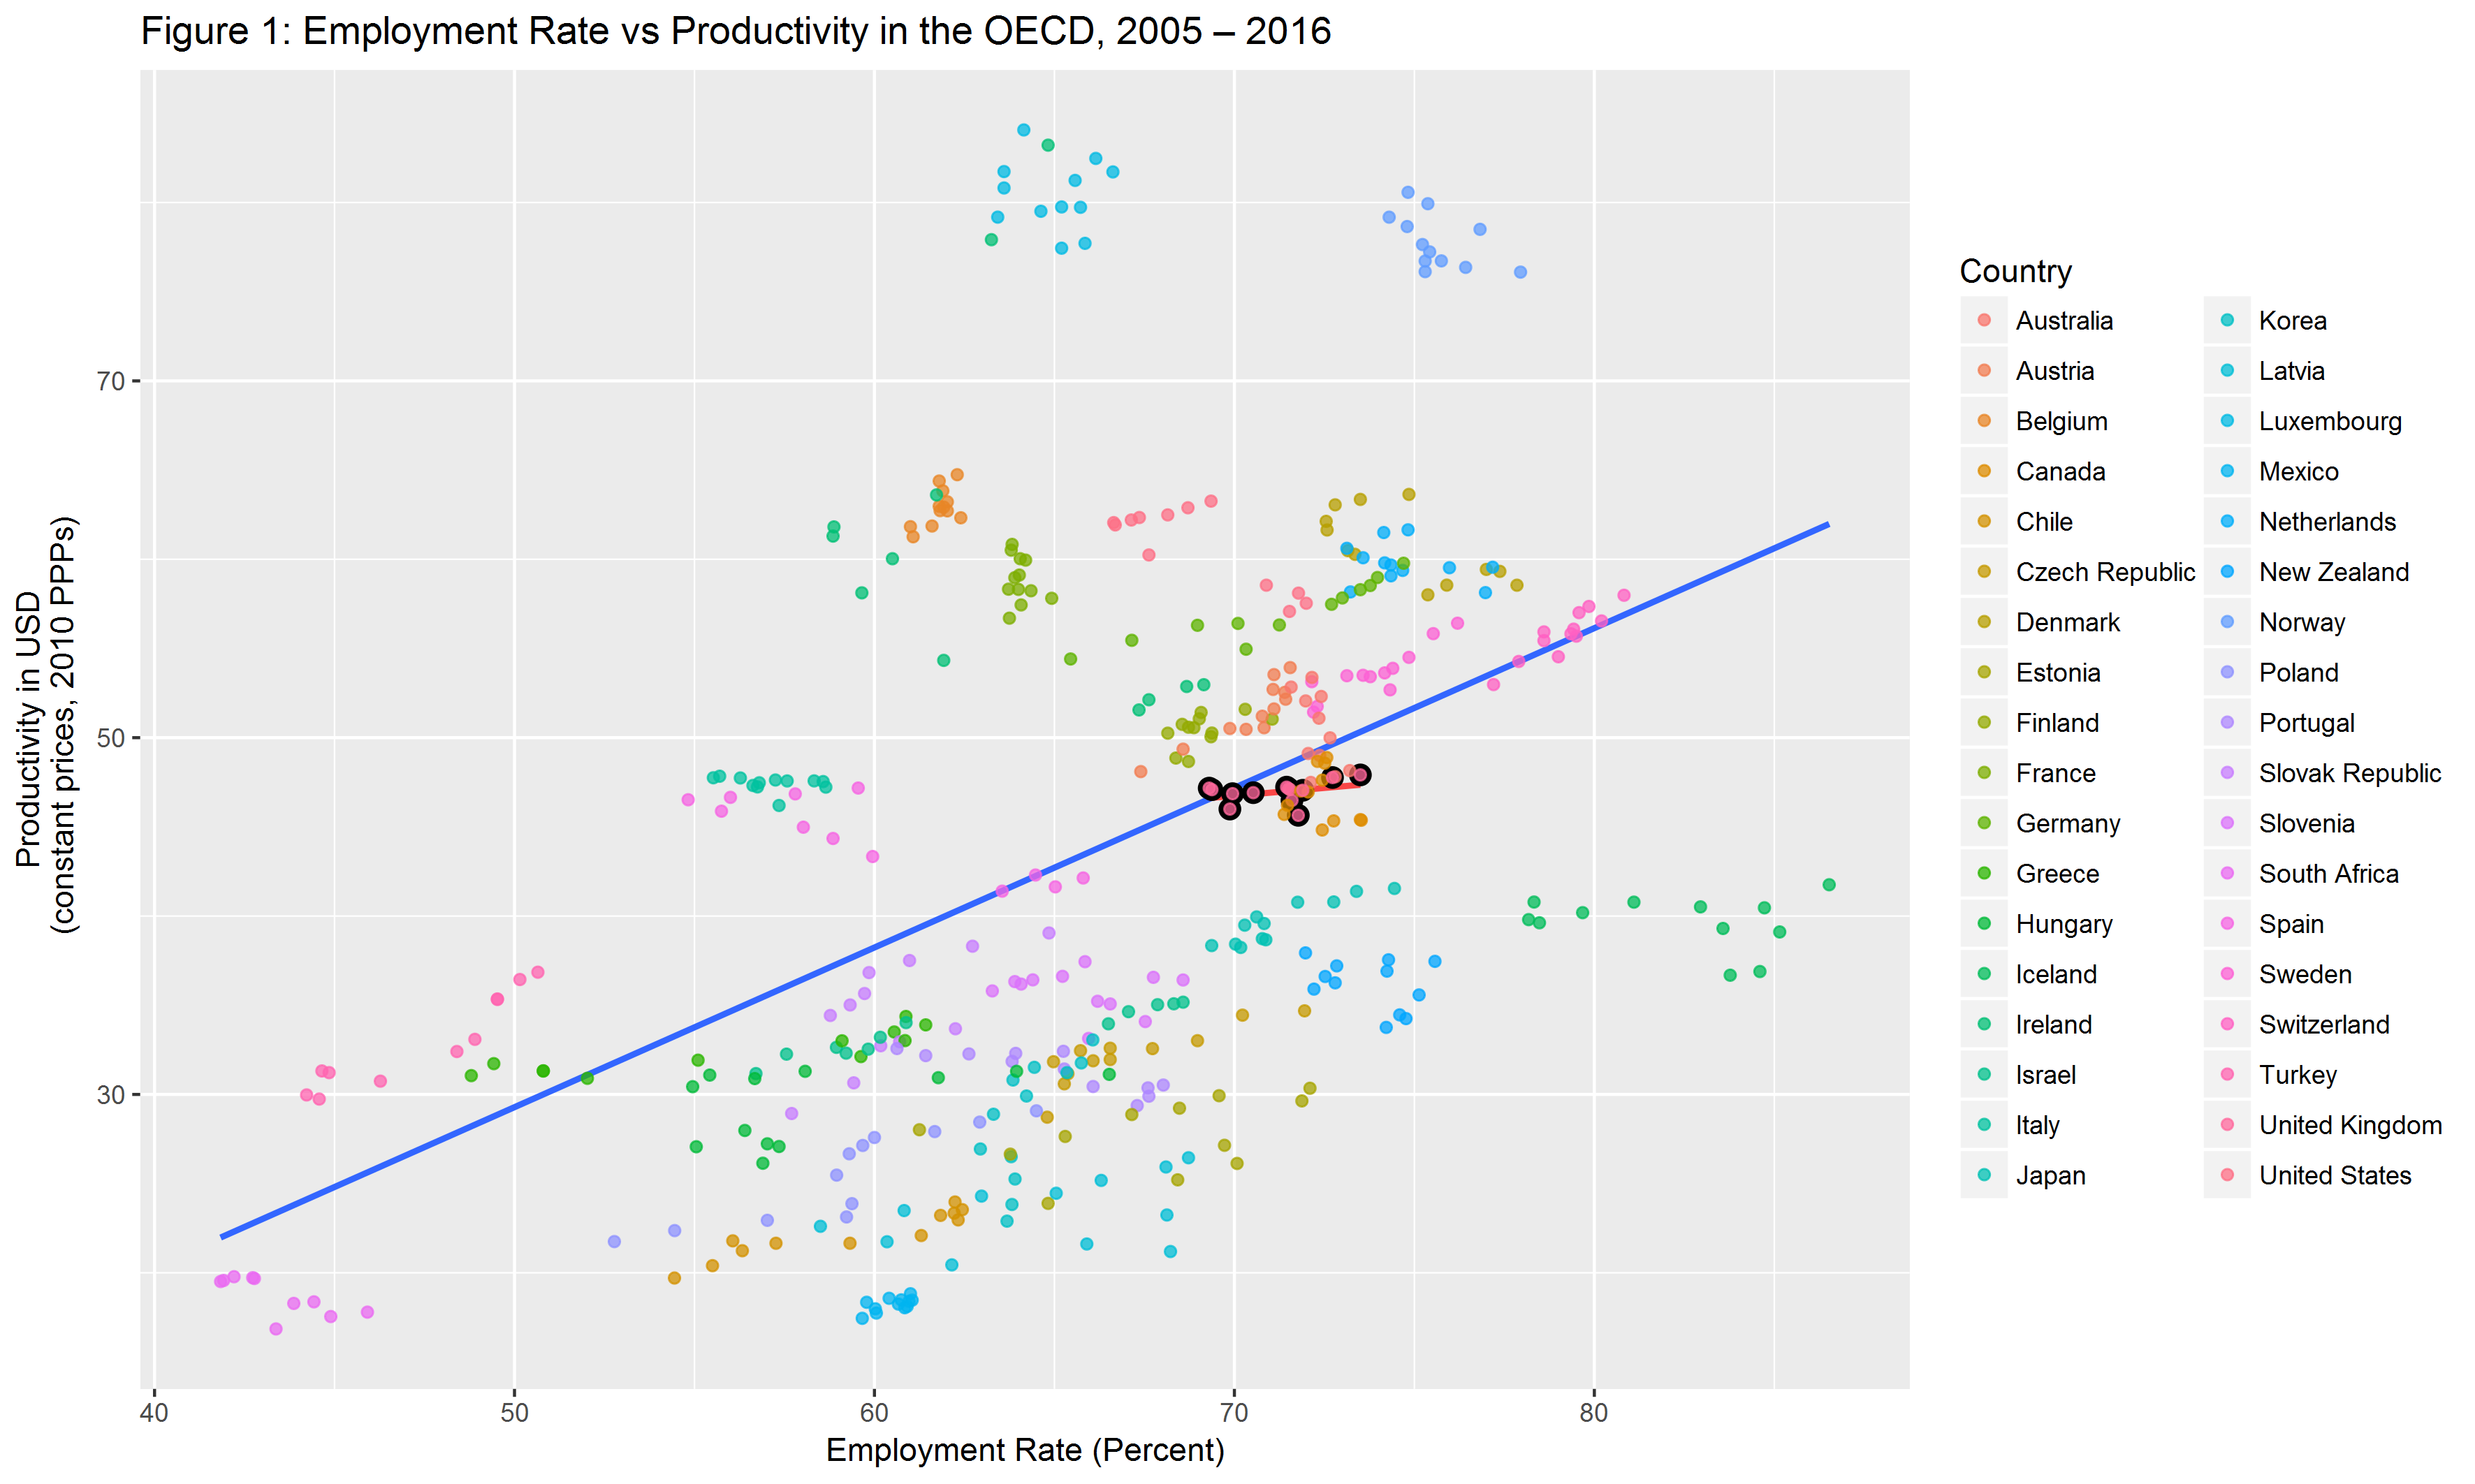 Figure 1: Employment Rate vs Productivity in the OECD, 2005 – 2016
Productivity in USD
(constant prices, 2010 PPPs)
70
50
30
40
50
60
70
80
Employment Rate (Percent)
Country
Australia
Austria
Belgium
Canada
Chile
Czech Republic
Denmark
Estonia
Finland
France
Germany
Greece
Hungary
Iceland
Ireland
Israel
Italy
Japan
Korea
Latvia
Luxembourg
Mexico
Netherlands
New Zealand
Norway
Poland
Portugal
Slovak Republic
Slovenia
South Africa
Spain
Sweden
Switzerland
Turkey
United Kingdom
United States